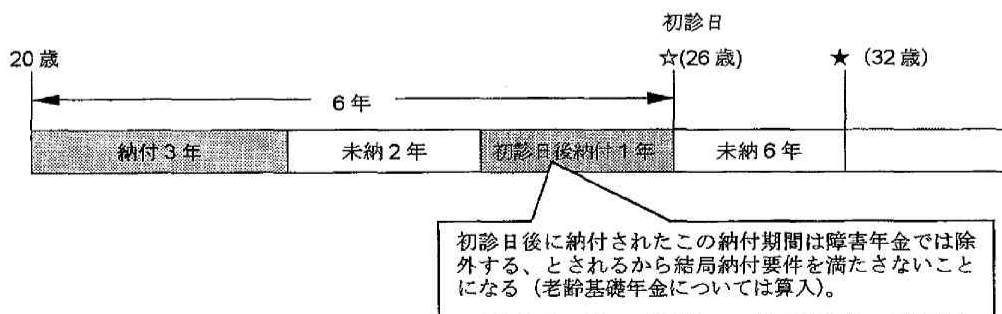 初診日
20歳
☆(26歳)
★（32歳）
6年
納付3年
未納2年
初診日後納付1年
未納6年
初診日後に納付されたこの納付期間は障害年金では除
外する、とされるから結局納付要件を満たさないこと
になる（老齢基礎年金については算入）。